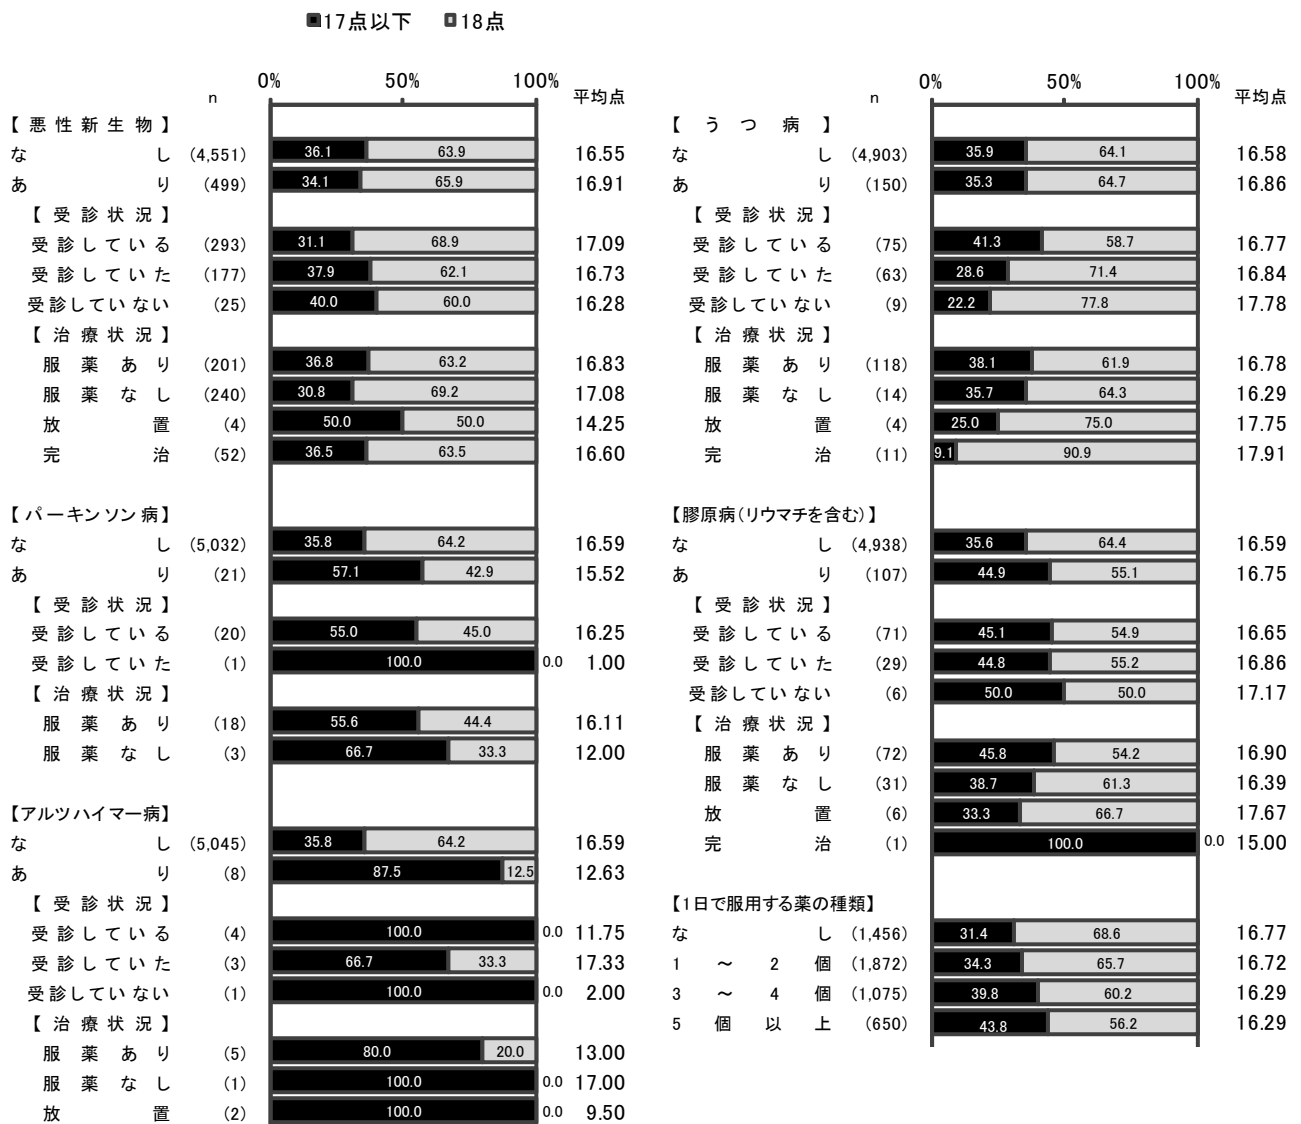 ■17点以下 □18点
0% 50% 100%
n 平均点
【悪性新生物】
なし (4,551) 36.1 63.9 16.55
あり (499) 34.1 65.9 16.91
【受診状況】
受診している (293) 31.1 68.9 17.09
受診していた (177) 37.9 62.1 16.73
受診していない (25) 40.0 60.0 16.28
【治療状況】
服薬あり (201) 36.8 63.2 16.83
服薬なし (240) 30.8 69.2 17.08
放置 (4) 50.0 50.0 14.25
完治 (52) 36.5 63.5 16.60
【パーキンソン病】
なし (5,032) 35.8 64.2 16.59
あり (21) 57.1 42.9 15.52
【受診状況】
受診している (20) 55.0 45.0 16.25
受診していた (1) 100.0 0.0 1.00
【治療状況】
服薬あり (18) 55.6 44.4 16.11
服薬なし (3) 66.7 33.3 12.00
【アルツハイマー病】
なし (5,045) 35.8 64.2 16.59
あり (8) 87.5 12.5 12.63
【受診状況】
受診している (4) 100.0 0.0 11.75
受診していた (3) 66.7 33.3 17.33
受診していない (1) 100.0 0.0 2.00
【治療状況】
服薬あり (5) 80.0 20.0 13.00
服薬なし (1) 100.0 0.0 17.00
放置 (2) 100.0 0.0 9.50
0% 50% 100%
n 平均点
【うつ病】
なし (4,903) 35.9 64.1 16.58
あり (150) 35.3 64.7 16.86
【受診状況】
受診している (75) 41.3 58.7 16.77
受診していた (63) 28.6 71.4 16.84
受診していない (9) 22.2 77.8 17.78
【治療状況】
服薬あり (118) 38.1 61.9 16.78
服薬なし (14) 35.7 64.3 16.29
放置 (4) 25.0 75.0 17.75
完治 (11) 9.1 90.9 17.91
【膠原病(リウマチを含む)】
なし (4,938) 35.6 64.4 16.59
あり (107) 44.9 55.1 16.75
【受診状況】
受診している (71) 45.1 54.9 16.65
受診していた (29) 44.8 55.2 16.86
受診していない (6) 50.0 50.0 17.17
【治療状況】
服薬あり (72) 45.8 54.2 16.90
服薬なし (31) 38.7 61.3 16.39
放置 (6) 33.3 66.7 17.67
完治 (1) 100.0 0.0 15.00
【1日で服用する薬の種類】
なし (1,456) 31.4 68.6 16.77
1～2個 (1,872) 34.3 65.7 16.72
3～4個 (1,075) 39.8 60.2 16.29
5個以上 (650) 43.8 56.2 16.29